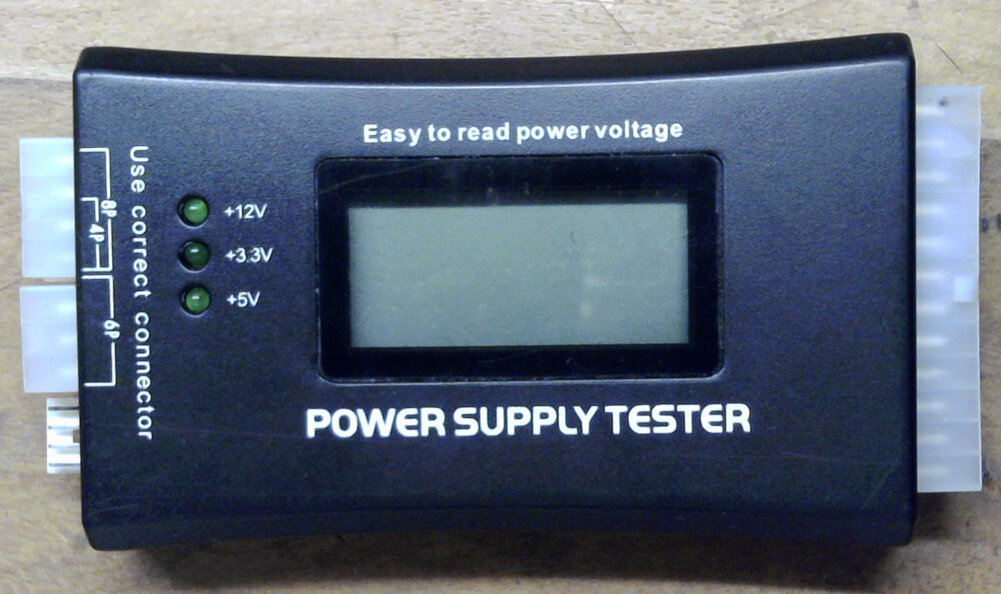 Easy to read power voltage
Use correct connector
8P
4P
6P
+12V
+3.3V
+5V
POWER SUPPLY TESTER